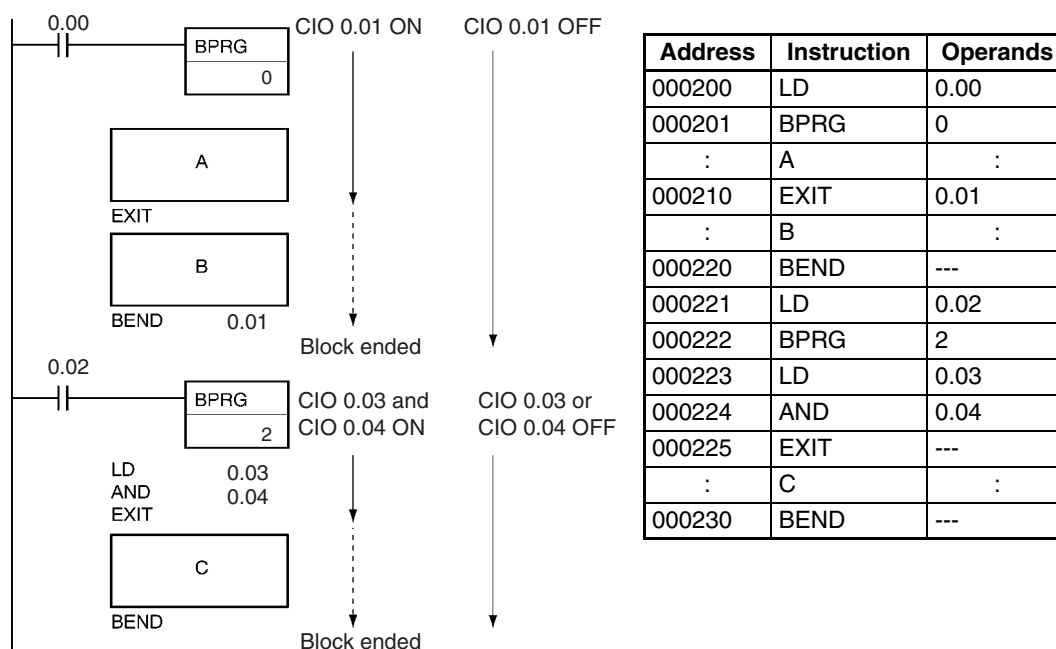 0.00
CIO 0.01 ON
CIO 0.01 OFF
BPRG
0
A
EXIT
B
BEND 0.01
Block ended
0.02
BPRG
2
CIO 0.03 and
CIO 0.04 ON
CIO 0.03 or
CIO 0.04 OFF
LD 0.03
AND 0.04
EXIT
C
BEND
Block ended
Address Instruction Operands
000200 LD 0.00
000201 BPRG 0
: A :
000210 EXIT 0.01
: B :
000220 BEND ---
000221 LD 0.02
000222 BPRG 2
000223 LD 0.03
000224 AND 0.04
000225 EXIT ---
: C :
000230 BEND ---